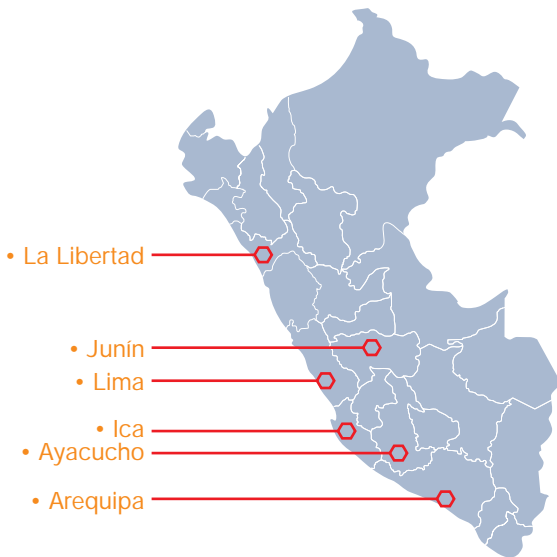 • La Libertad
• Junín
• Lima
• Ica
• Ayacucho
• Arequipa